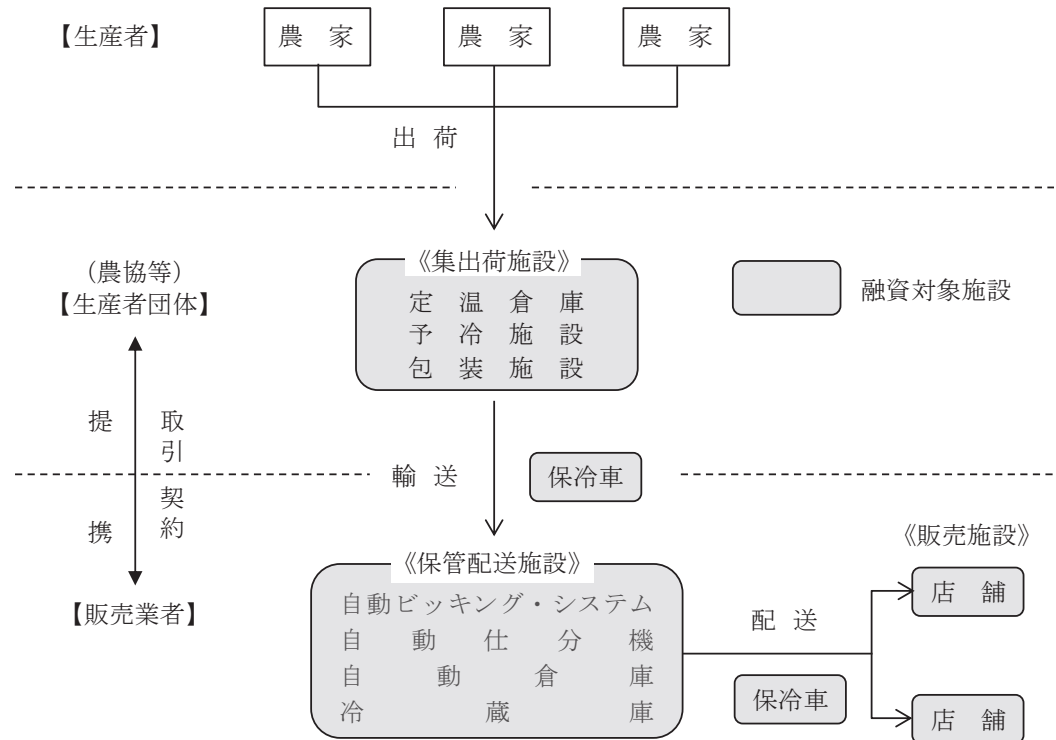 【生産者】
農 家
農 家
農 家
出 荷
《集出荷施設》
定温倉庫
予冷施設
包装施設
(農協等)
【生産者団体】
融資対象施設
提携
取引契約
輸 送
保冷車
《保管配送施設》
自動ビッキング・システム
自動仕分機
自動倉庫
冷蔵庫
【販売業者】
配 送
保冷車
《販売施設》
店 舗
店 舗